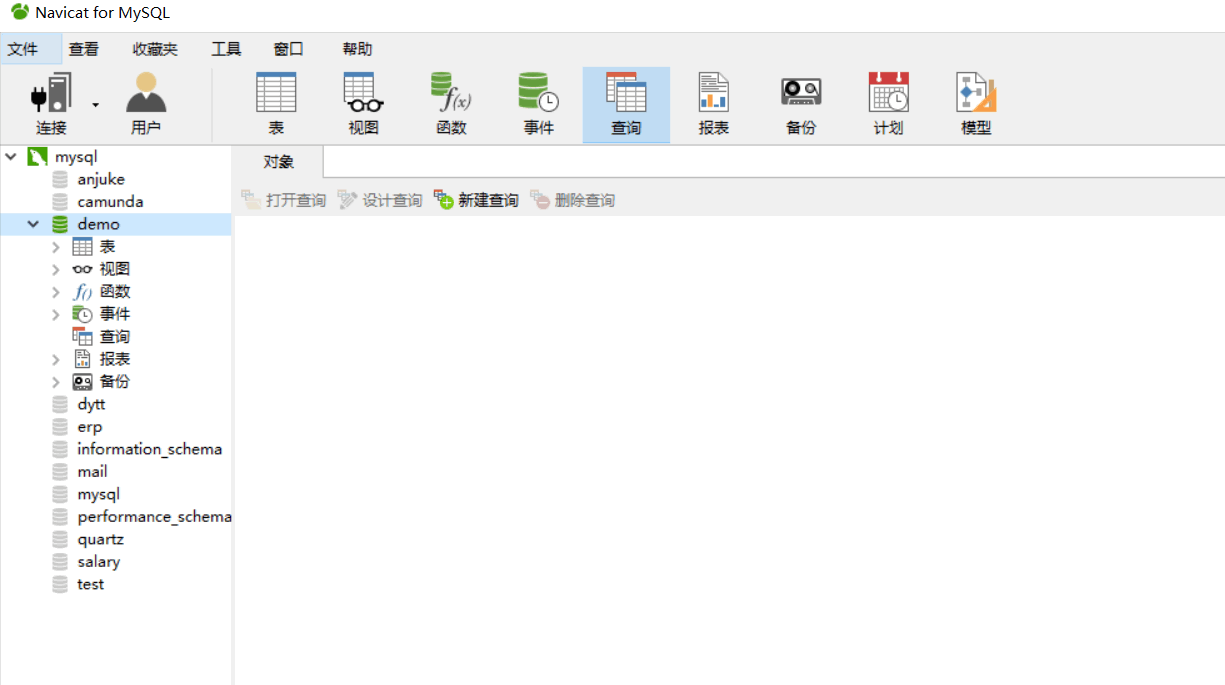 Navicat for MySQL
文件 查看 收藏夹 工具 窗口 帮助
连接 用户 表 视图 函数 事件 查询 报表 备份 计划 模型
mysql
对象
anjuke
camunda
打开查询 设计查询 新建查询 删除查询
demo
表
视图
函数
事件
查询
报表
备份
dytt
erp
information_schema
mail
mysql
performance_schema
quartz
salary
test